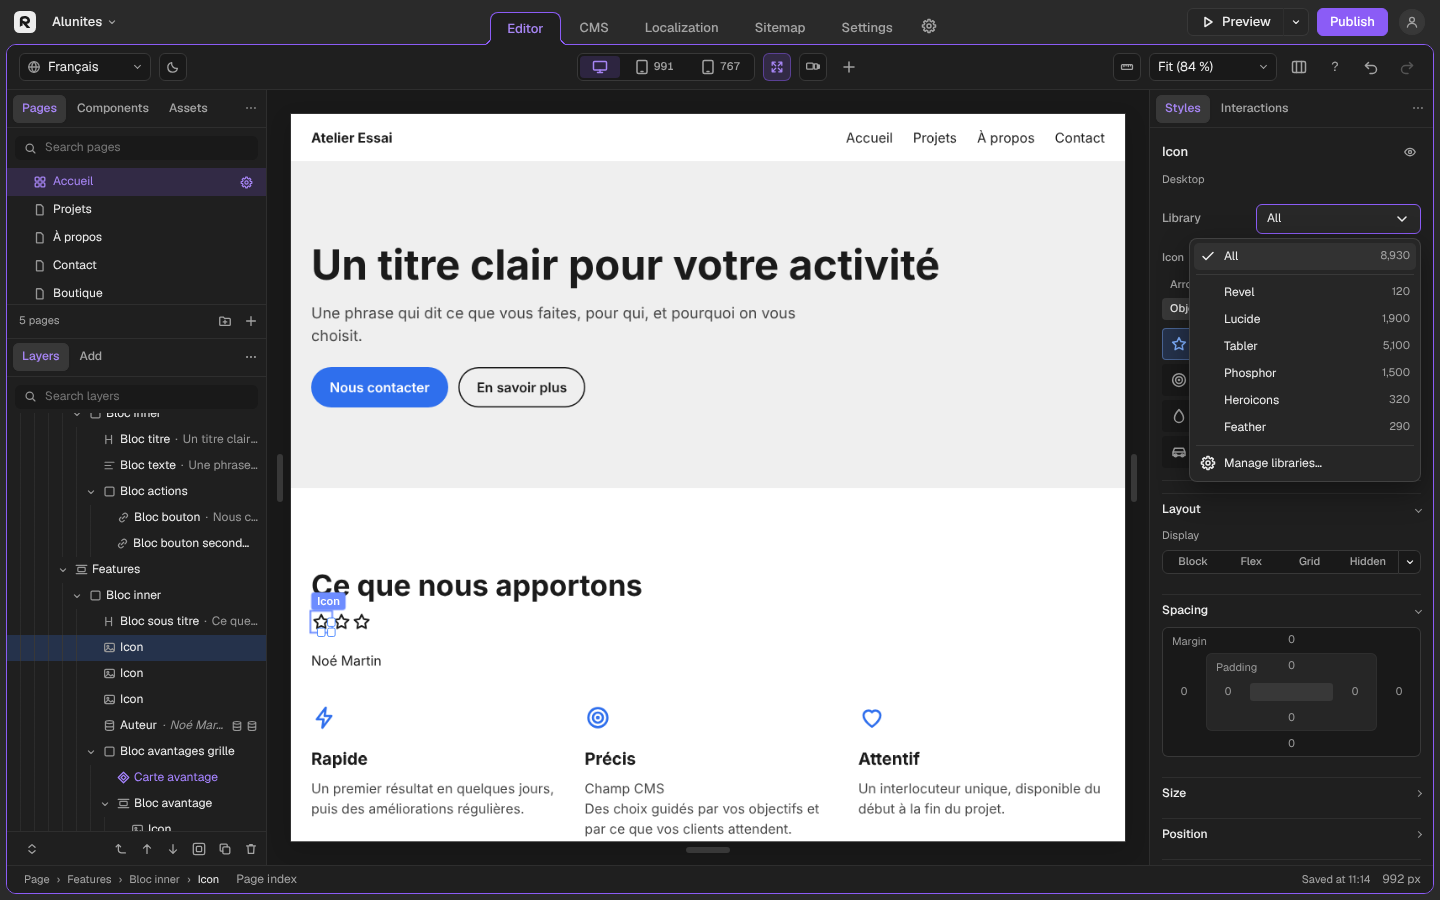 R Alunites
Editor CMS Localization Sitemap Settings
Preview Publish
Français
991 767
Fit (84 %) ?
Pages Components Assets
Search pages
Accueil
Projets
À propos
Contact
Boutique
5 pages
Layers Add
Search layers
Bloc inner
Bloc titre · Un titre clair...
Bloc texte · Une phrase...
Bloc actions
Bloc bouton · Nous c...
Bloc bouton second...
Features
Bloc inner
Bloc sous titre · Ce que...
Icon
Icon
Icon
Auteur · Noé Mar...
Bloc avantages grille
Carte avantage
Bloc avantage
Icon
Atelier Essai
Accueil Projets À propos Contact
Un titre clair pour votre activité
Une phrase qui dit ce que vous faites, pour qui, et pourquoi on vous
choisit.
Nous contacter En savoir plus
Ce que nous apportons
Icon
Noé Martin
Rapide
Un premier résultat en quelques jours,
puis des améliorations régulières.
Précis
Champ CMS
Des choix guidés par vos objectifs et
par ce que vos clients attendent.
Attentif
Un interlocuteur unique, disponible du
début à la fin du projet.
Styles Interactions
Icon
Desktop
Library All
Icon
Arro
Obj
All 8,930
Revel 120
Lucide 1,900
Tabler 5,100
Phosphor 1,500
Heroicons 320
Feather 290
Manage libraries...
Layout
Display
Block Flex Grid Hidden
Spacing
Margin 0
Padding 0
0 0 0 0
0
0
Size
Position
Page › Features › Bloc inner › Icon Page index
Saved at 11:14 992 px